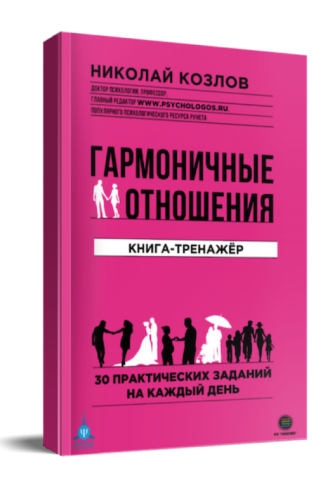 НИКОЛАЙ КОЗЛОВ
ДОКТОР ПСИХОЛОГИИ, ПРОФЕССОР,
ГЛАВНЫЙ РЕДАКТОР WWW.PSYCHOLOGOS.RU
ПОПУЛЯРНОГО ПСИХОЛОГИЧЕСКОГО РЕСУРСА РУНЕТА
ГАРМОНИЧНЫЕ
ОТНОШЕНИЯ
КНИГА-ТРЕНАЖЁР
30 ПРАКТИЧЕСКИХ ЗАДАНИЙ
НА КАЖДЫЙ ДЕНЬ